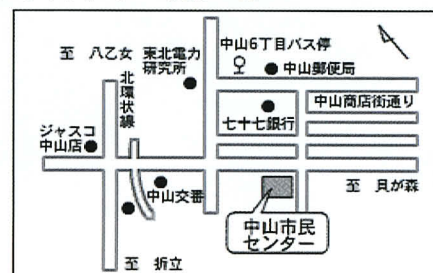 中山6丁目バス停
至 八乙女
東北電力
研究所
中山郵便局
北環状線
中山商店街通り
七十七銀行
ジャスコ
中山店
中山交番
至 貝が森
中山市民
センター
至 折立